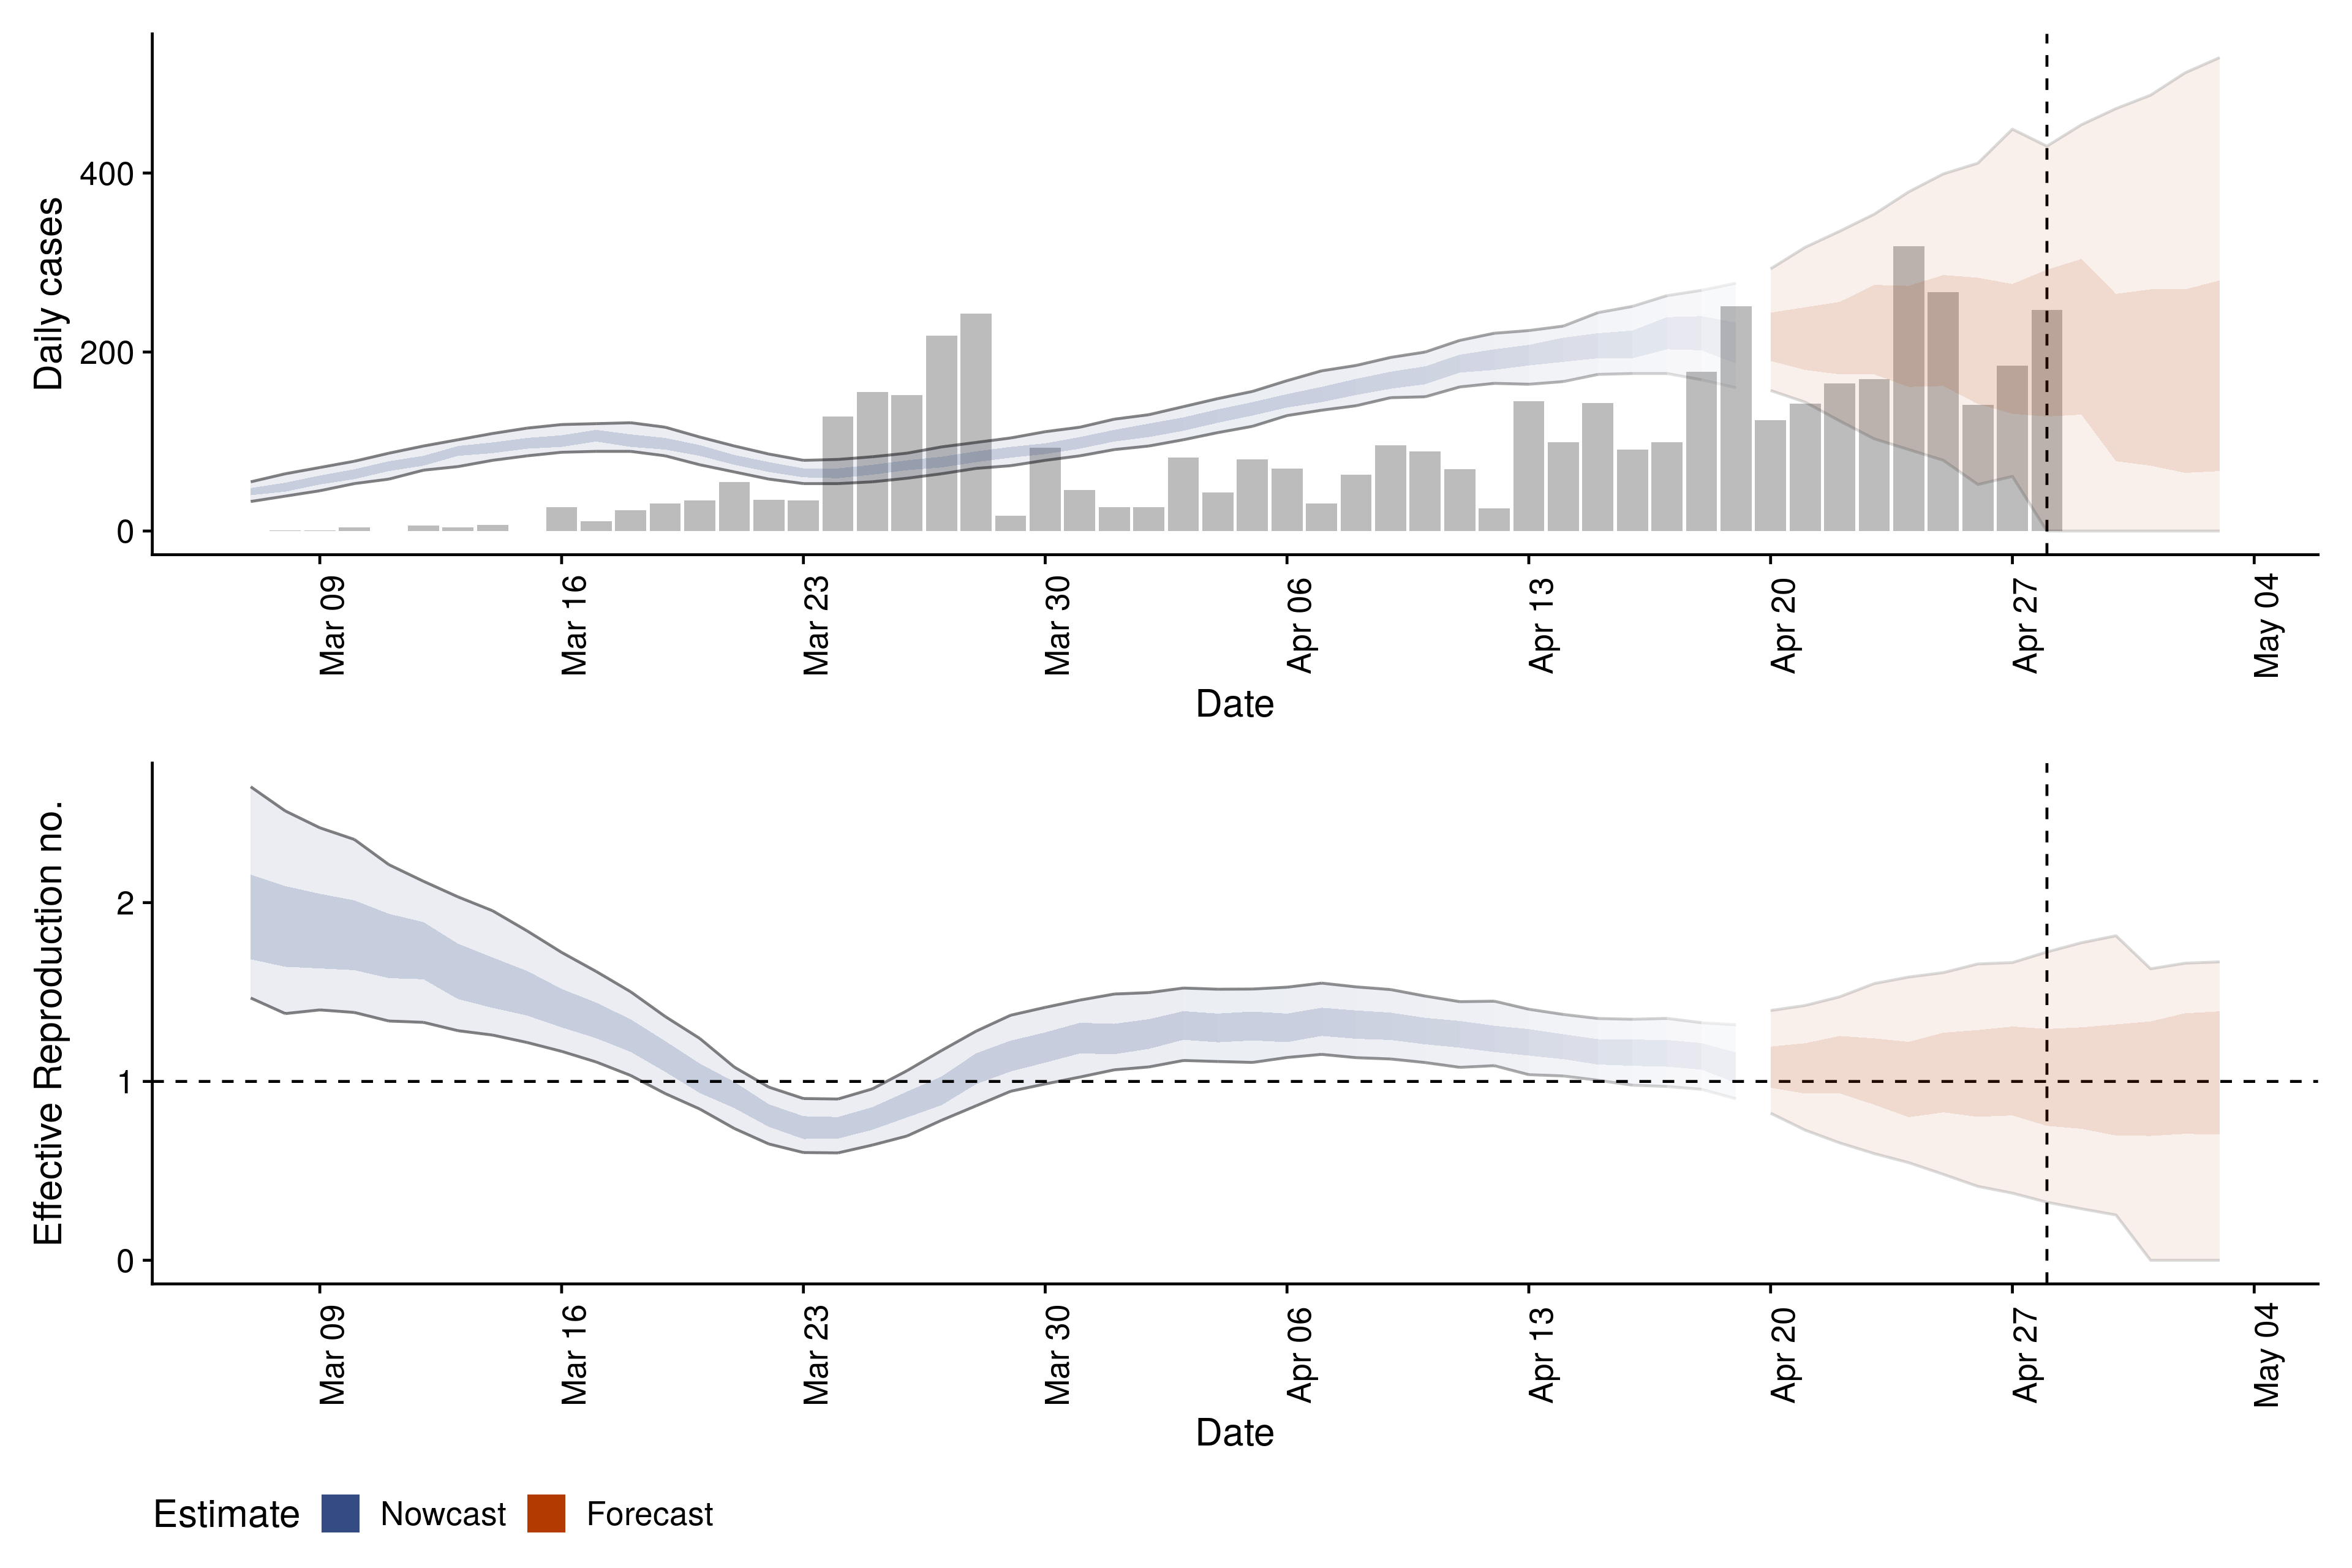 Daily cases
400
200
0
Mar 09
Mar 16
Mar 23
Mar 30
Apr 06
Apr 13
Apr 20
Apr 27
May 04
Date
Effective Reproduction no.
2
1
0
Mar 09
Mar 16
Mar 23
Mar 30
Apr 06
Apr 13
Apr 20
Apr 27
May 04
Date
Estimate Nowcast Forecast